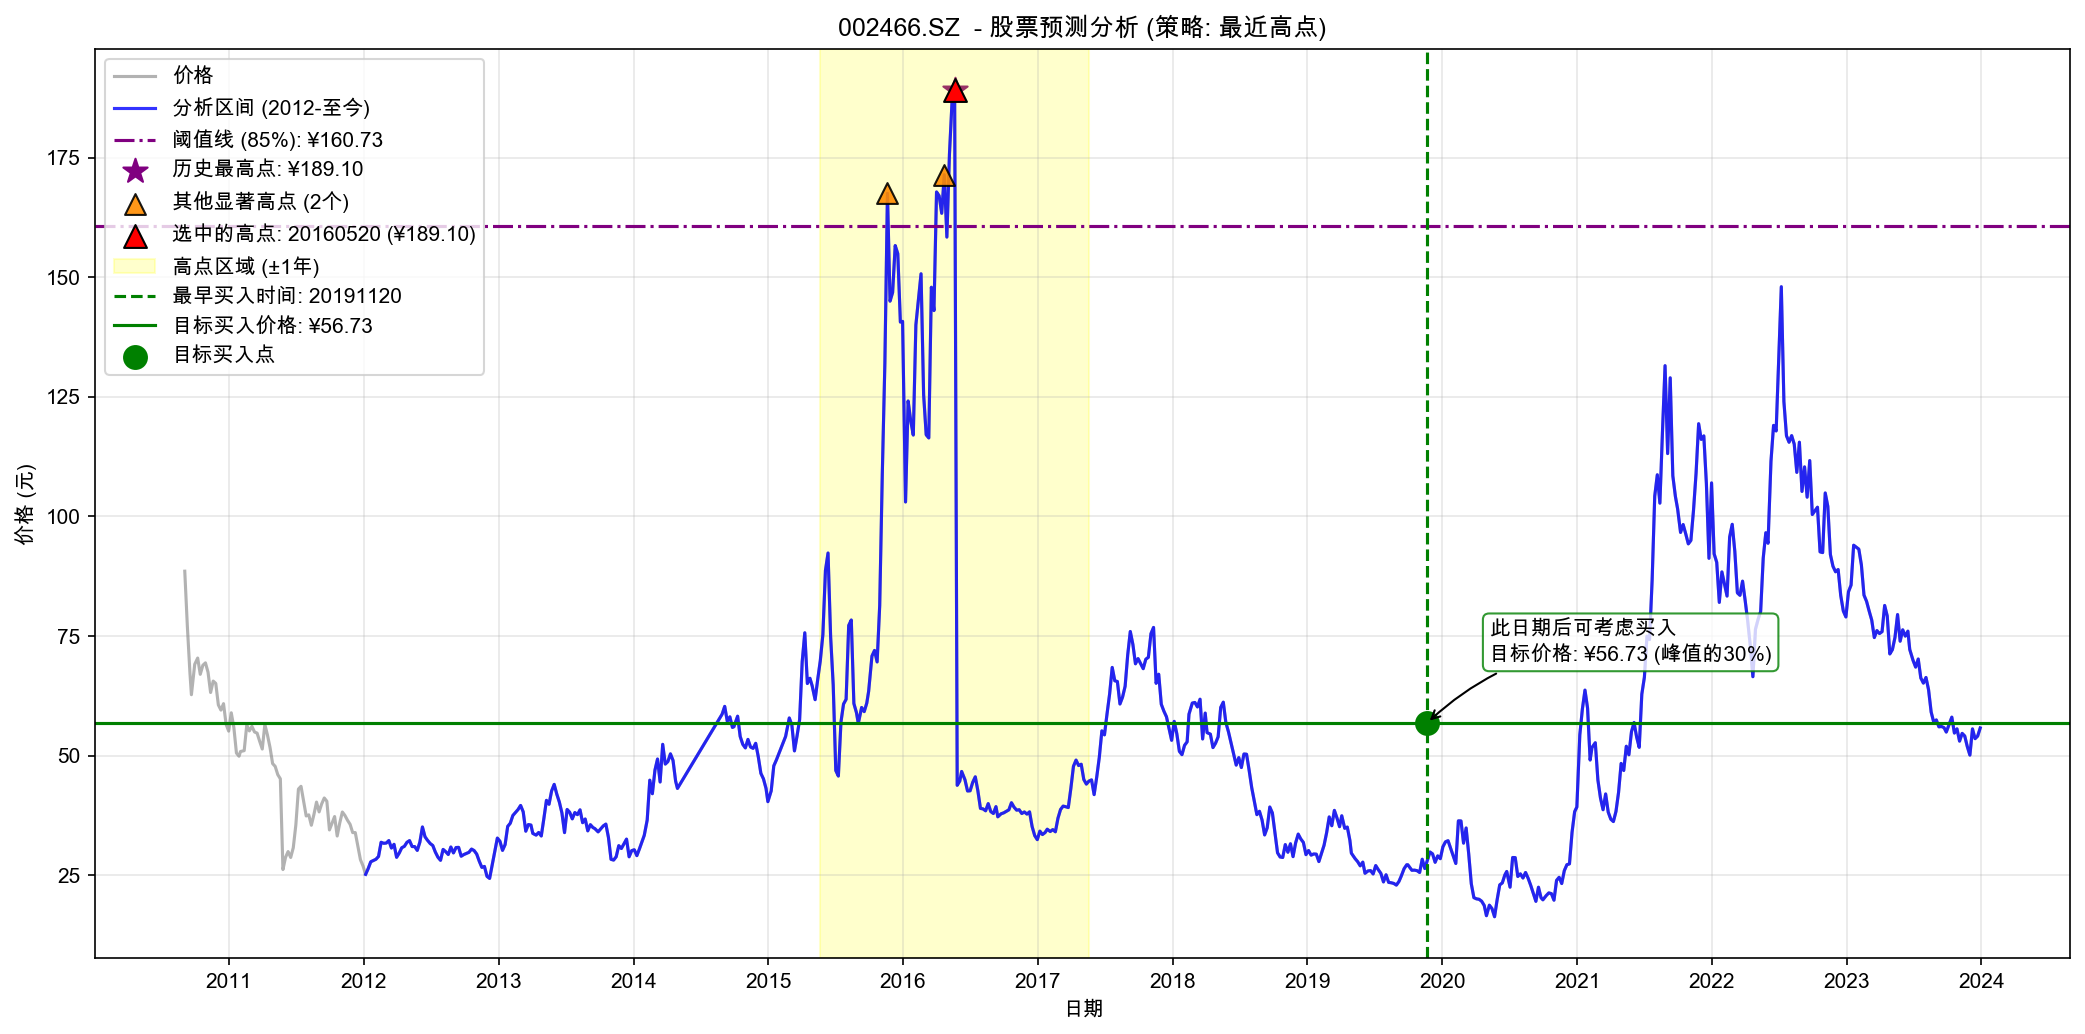 002466.SZ - 股票预测分析 (策略: 最近高点)
价格
分析区间 (2012-至今)
阈值线 (85%): ¥160.73
历史最高点: ¥189.10
其他显著高点 (2个)
选中的高点: 20160520 (¥189.10)
高点区域 (±1年)
最早买入时间: 20191120
目标买入价格: ¥56.73
目标买入点
此日期后可考虑买入
目标价格: ¥56.73 (峰值的30%)
价格 (元)
175
150
125
100
75
50
25
2011 2012 2013 2014 2015 2016 2017 2018 2019 2020 2021 2022 2023 2024
日期